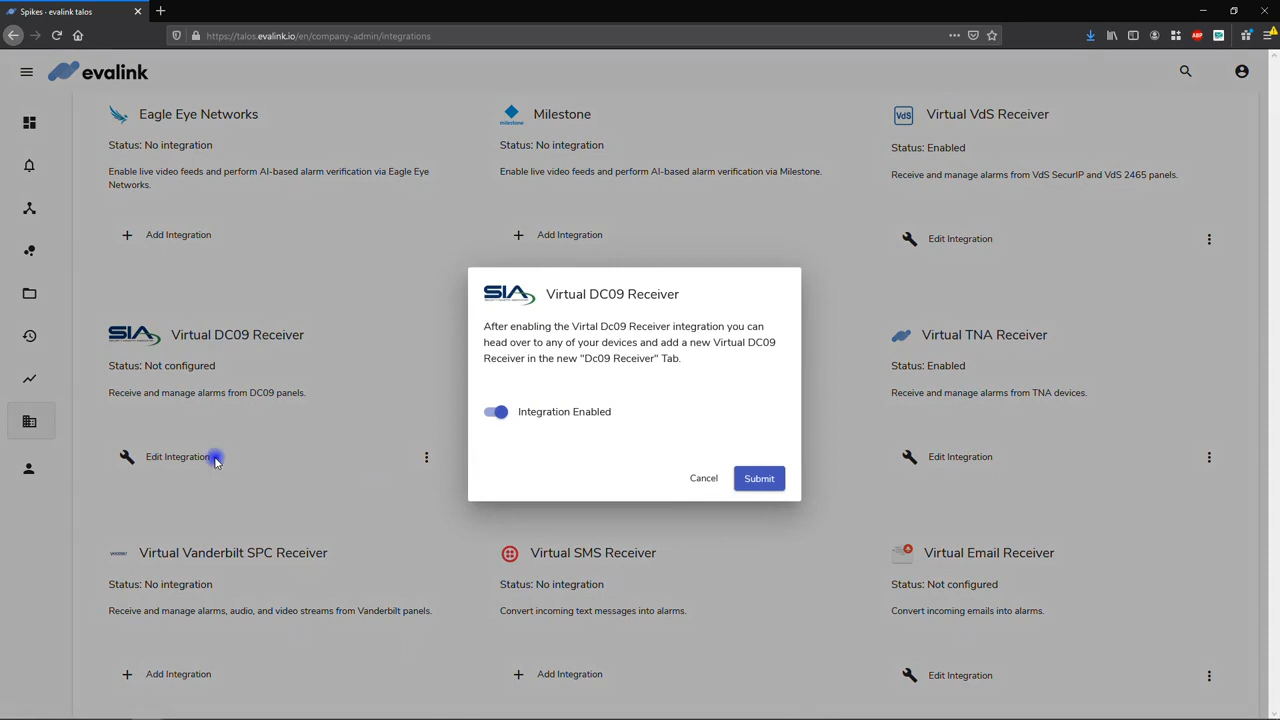 Spikes - evalink talos
https://talos.evalink.io/en/company-admin/integrations
ABP
evalink
Eagle Eye Networks
Status: No integration
Enable live video feeds and perform AI-based alarm verification via Eagle Eye
Networks.
Add Integration
milestone
Milestone
Status: No integration
Enable live video feeds and perform AI-based alarm verification via Milestone.
Add Integration
VdS
Virtual VdS Receiver
Status: Enabled
Receive and manage alarms from VdS SecurIP and VdS 2465 panels.
Edit Integration
SIA
Virtual DC09 Receiver
Status: Not configured
Receive and manage alarms from DC09 panels.
Edit Integration
SIA
Virtual DC09 Receiver
After enabling the Virtal Dc09 Receiver integration you can
head over to any of your devices and add a new Virtual DC09
Receiver in the new "Dc09 Receiver" Tab.
Integration Enabled
Cancel
Submit
Virtual TNA Receiver
Status: Enabled
Receive and manage alarms from TNA devices.
Edit Integration
Virtual Vanderbilt SPC Receiver
Status: No integration
Receive and manage alarms, audio, and video streams from Vanderbilt panels.
Add Integration
Virtual SMS Receiver
Status: No integration
Convert incoming text messages into alarms.
Add Integration
Virtual Email Receiver
Status: Not configured
Convert incoming emails into alarms.
Edit Integration